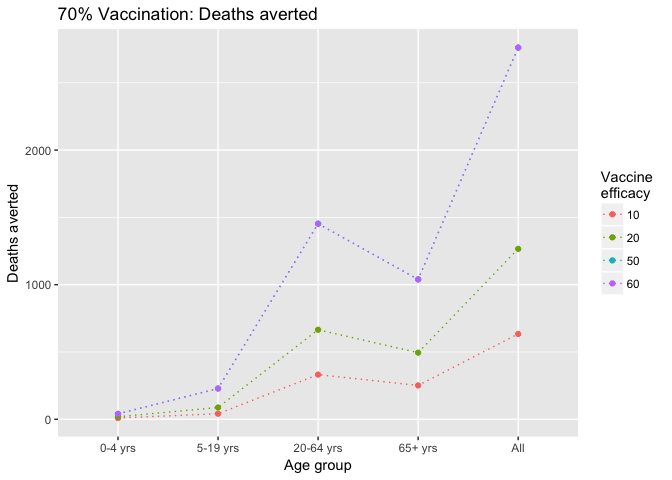 70% Vaccination: Deaths averted
Deaths averted
2000
1000
0
0-4 yrs
5-19 yrs
20-64 yrs
65+ yrs
All
Age group
Vaccine
efficacy
10
20
50
60